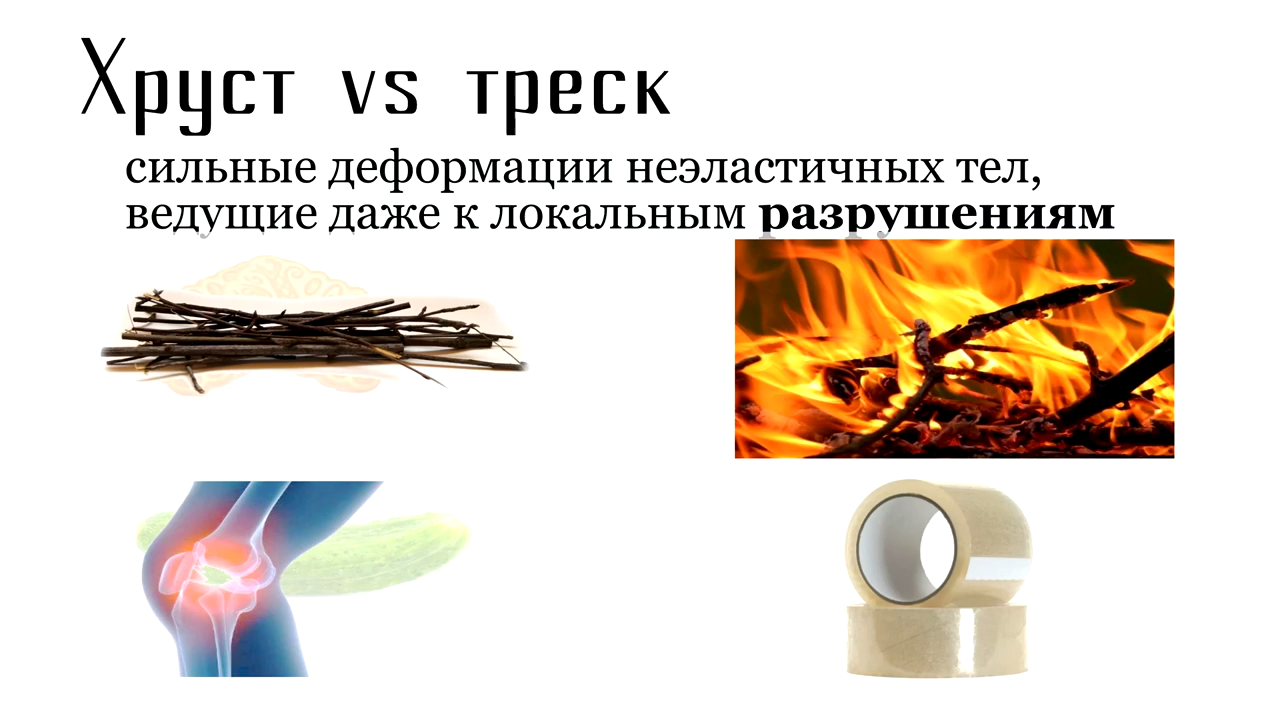 Хруст vs треск
сильные деформации неэластичных тел,
ведущие даже к локальным разрушениям